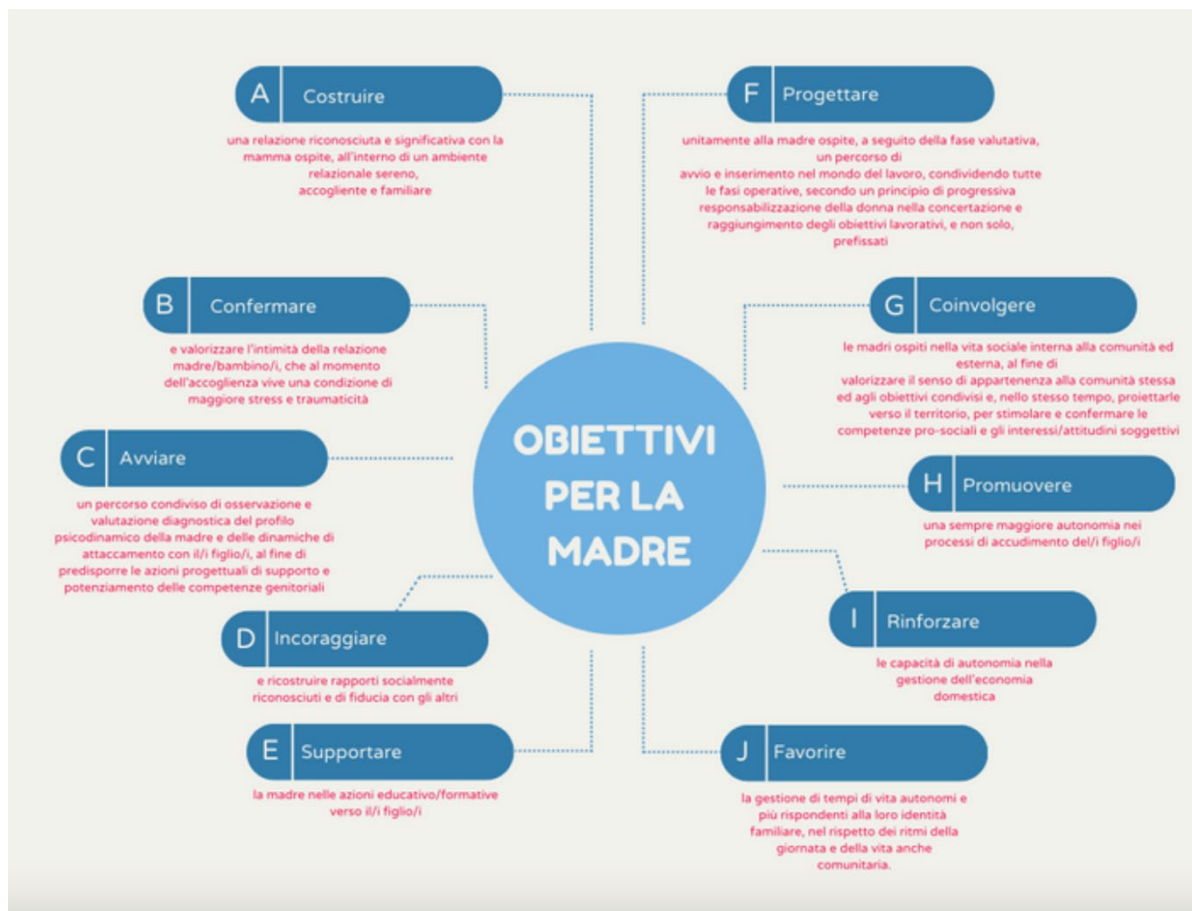 A Costruire
una relazione riconosciuta e significativa con la
mamma ospite, all'interno di un ambiente
relazionale sereno,
accogliente e familiare
B Confermare
e valorizzare l'intimità della relazione
madre/bambino/i, che al momento
dell'accoglienza vive una condizione di
maggiore stress e traumaticità
C Avviare
un percorso condiviso di osservazione e
valutazione diagnostica del profilo
psicodinamico della madre e delle dinamiche di
attaccamento con il/i figlio/i, al fine di
predisporre le azioni progettuali di supporto e
potenziamento delle competenze genitoriali
D Incoraggiare
e ricostruire rapporti socialmente
riconosciuti e di fiducia con gli altri
E Supportare
la madre nelle azioni educativo/formative
verso il/i figlio/i
OBIETTIVI
PER LA
MADRE
F Progettare
unitamente alla madre ospite, a seguito della fase valutativa,
un percorso di
avvio e inserimento nel mondo del lavoro, condividendo tutte
le fasi operative, secondo un principio di progressiva
responsabilizzazione della donna nella concertazione e
raggiungimento degli obiettivi lavorativi, e non solo,
prefissati
G Coinvolgere
le madri ospiti nella vita sociale interna alla comunità ed
esterna, al fine di
valorizzare il senso di appartenenza alla comunità stessa
ed agli obiettivi condivisi e, nello stesso tempo, proiettarle
verso il territorio, per stimolare e confermare le
competenze pro-sociali e gli interessi/attitudini soggettivi
H Promuovere
una sempre maggiore autonomia nei
processi di accudimento del/i figlio/i
I Rinforzare
le capacità di autonomia nella
gestione dell'economia
domestica
J Favorire
la gestione di tempi di vita autonomi e
più rispondenti alla loro identità
familiare, nel rispetto dei ritmi della
giornata e della vita anche
comunitaria.